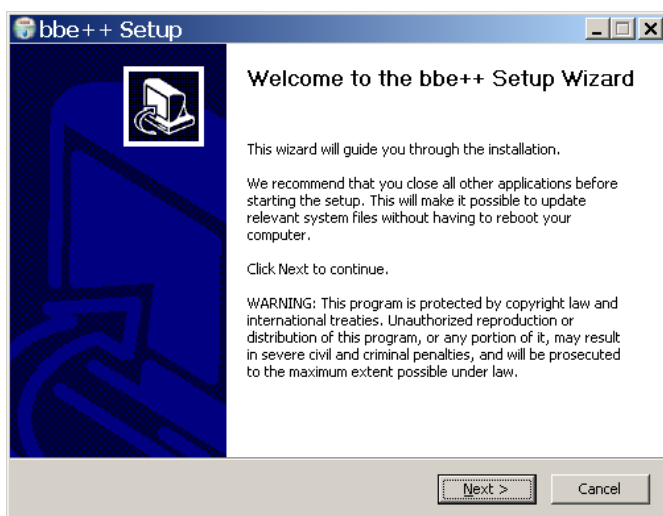 bbe++ Setup
Welcome to the bbe++ Setup Wizard
This wizard will guide you through the installation.
We recommend that you close all other applications before
starting the setup. This will make it possible to update
relevant system files without having to reboot your
computer.
Click Next to continue.
WARNING: This program is protected by copyright law and
international treaties. Unauthorized reproduction or
distribution of this program, or any portion of it, may result
in severe civil and criminal penalties, and will be prosecuted
to the maximum extent possible under law.
Next >
Cancel